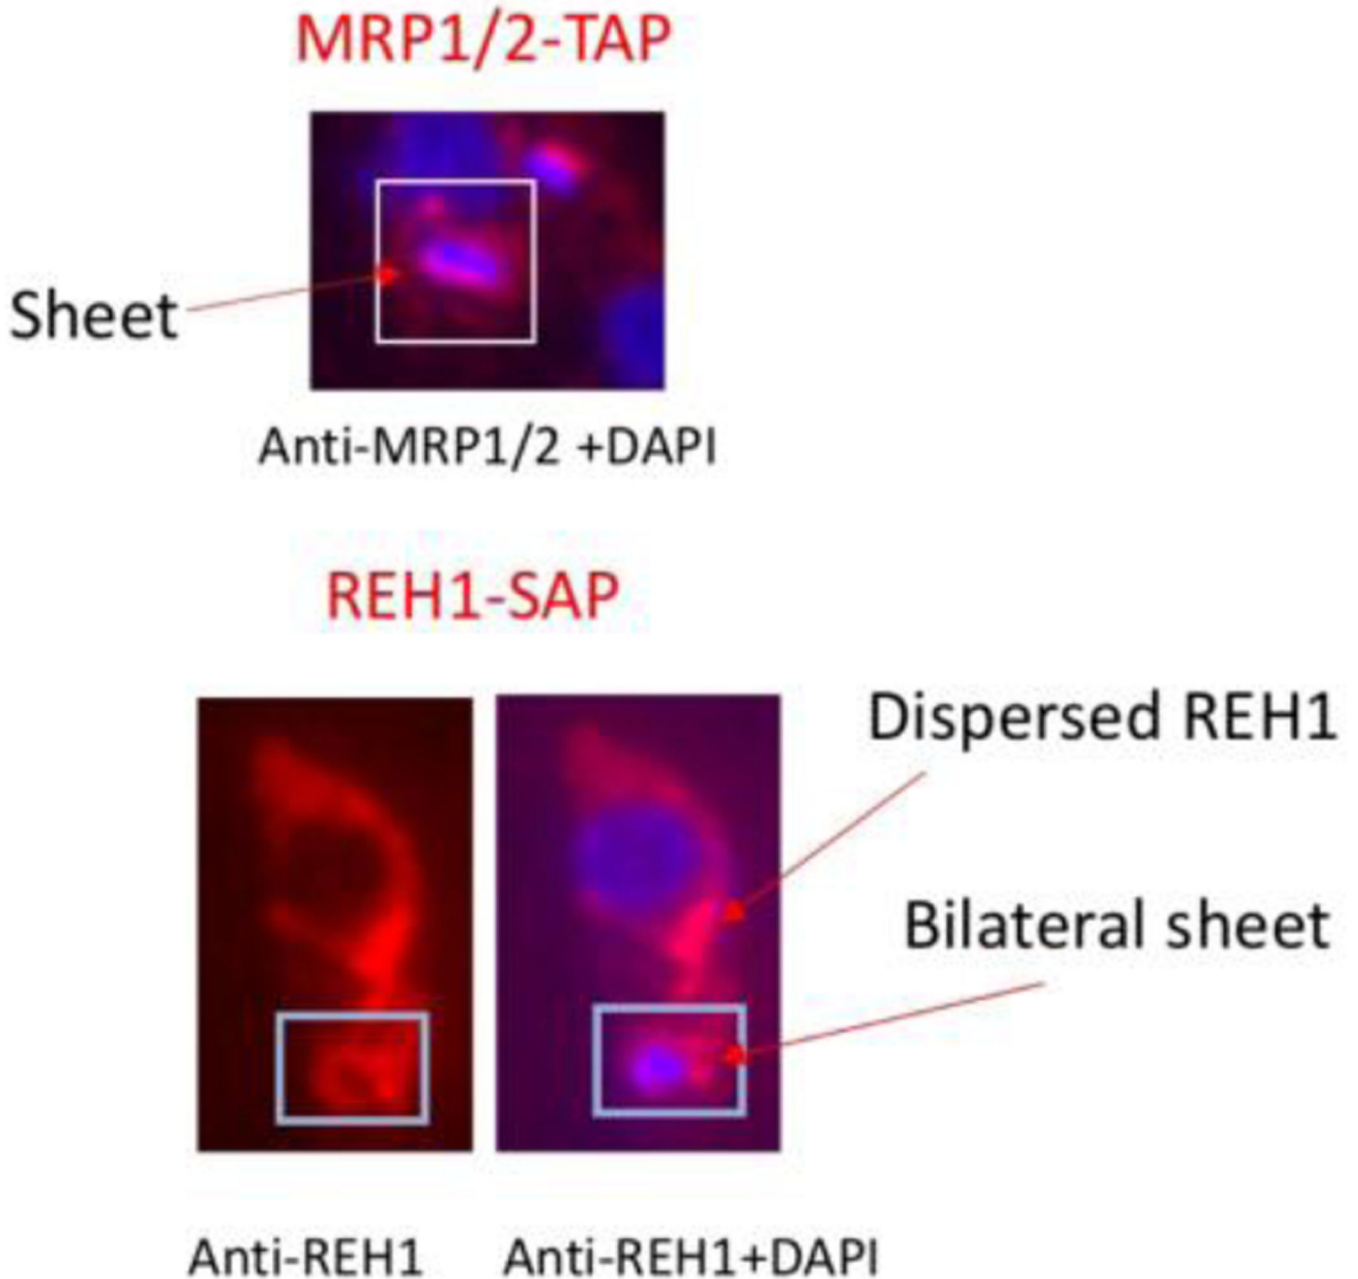 MRP1/2-TAP
Sheet
Anti-MRP1/2 +DAPI
REH1-SAP
Dispersed REH1
Bilateral sheet
Anti-REH1
Anti-REH1+DAPI